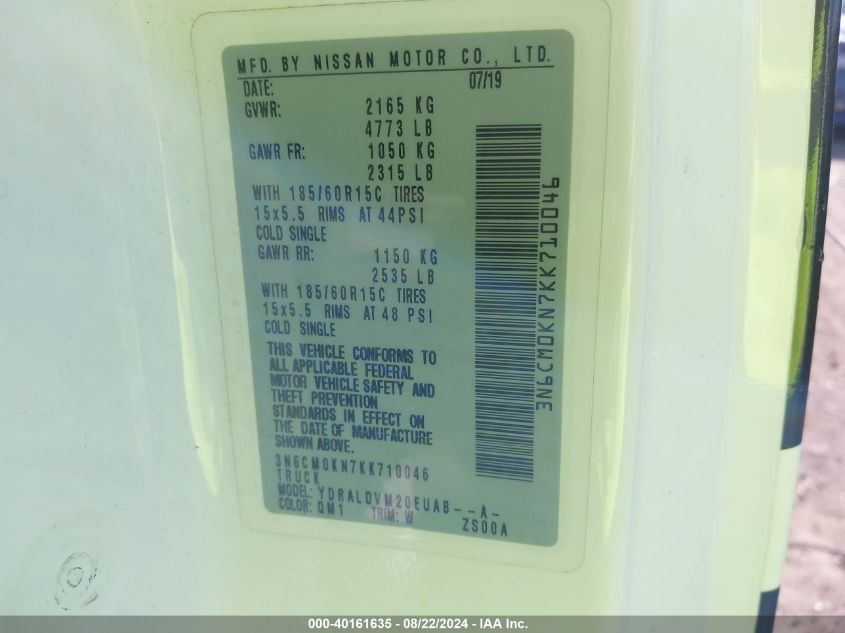 MFD. BY NISSAN MOTOR CO., LTD.
DATE: 07/19
GVWR: 2165 KG
4773 LB
GAWR FR: 1050 KG
2315 LB
WITH 185/60R15C TIRES
15x5.5 RIMS AT 44PSI
COLD SINGLE
GAWR RR: 1150 KG
2535 LB
WITH 185/60R15C TIRES
15x5.5 RIMS AT 48 PSI
COLD SINGLE
THIS VEHICLE CONFORMS TO
ALL APPLICABLE FEDERAL
MOTOR VEHICLE SAFETY AND
THEFT PREVENTION
STANDARDS IN EFFECT ON
THE DATE OF MANUFACTURE
SHOWN ABOVE.
3N6CM0KN7KK710046
TRUCK
MODEL: YDRALDVM20EUAB--A-
COLOR: QM1 TRIM: W ZS00A
3N6CM0KN7KK710046
000-40161635 - 08/22/2024 - IAA Inc.